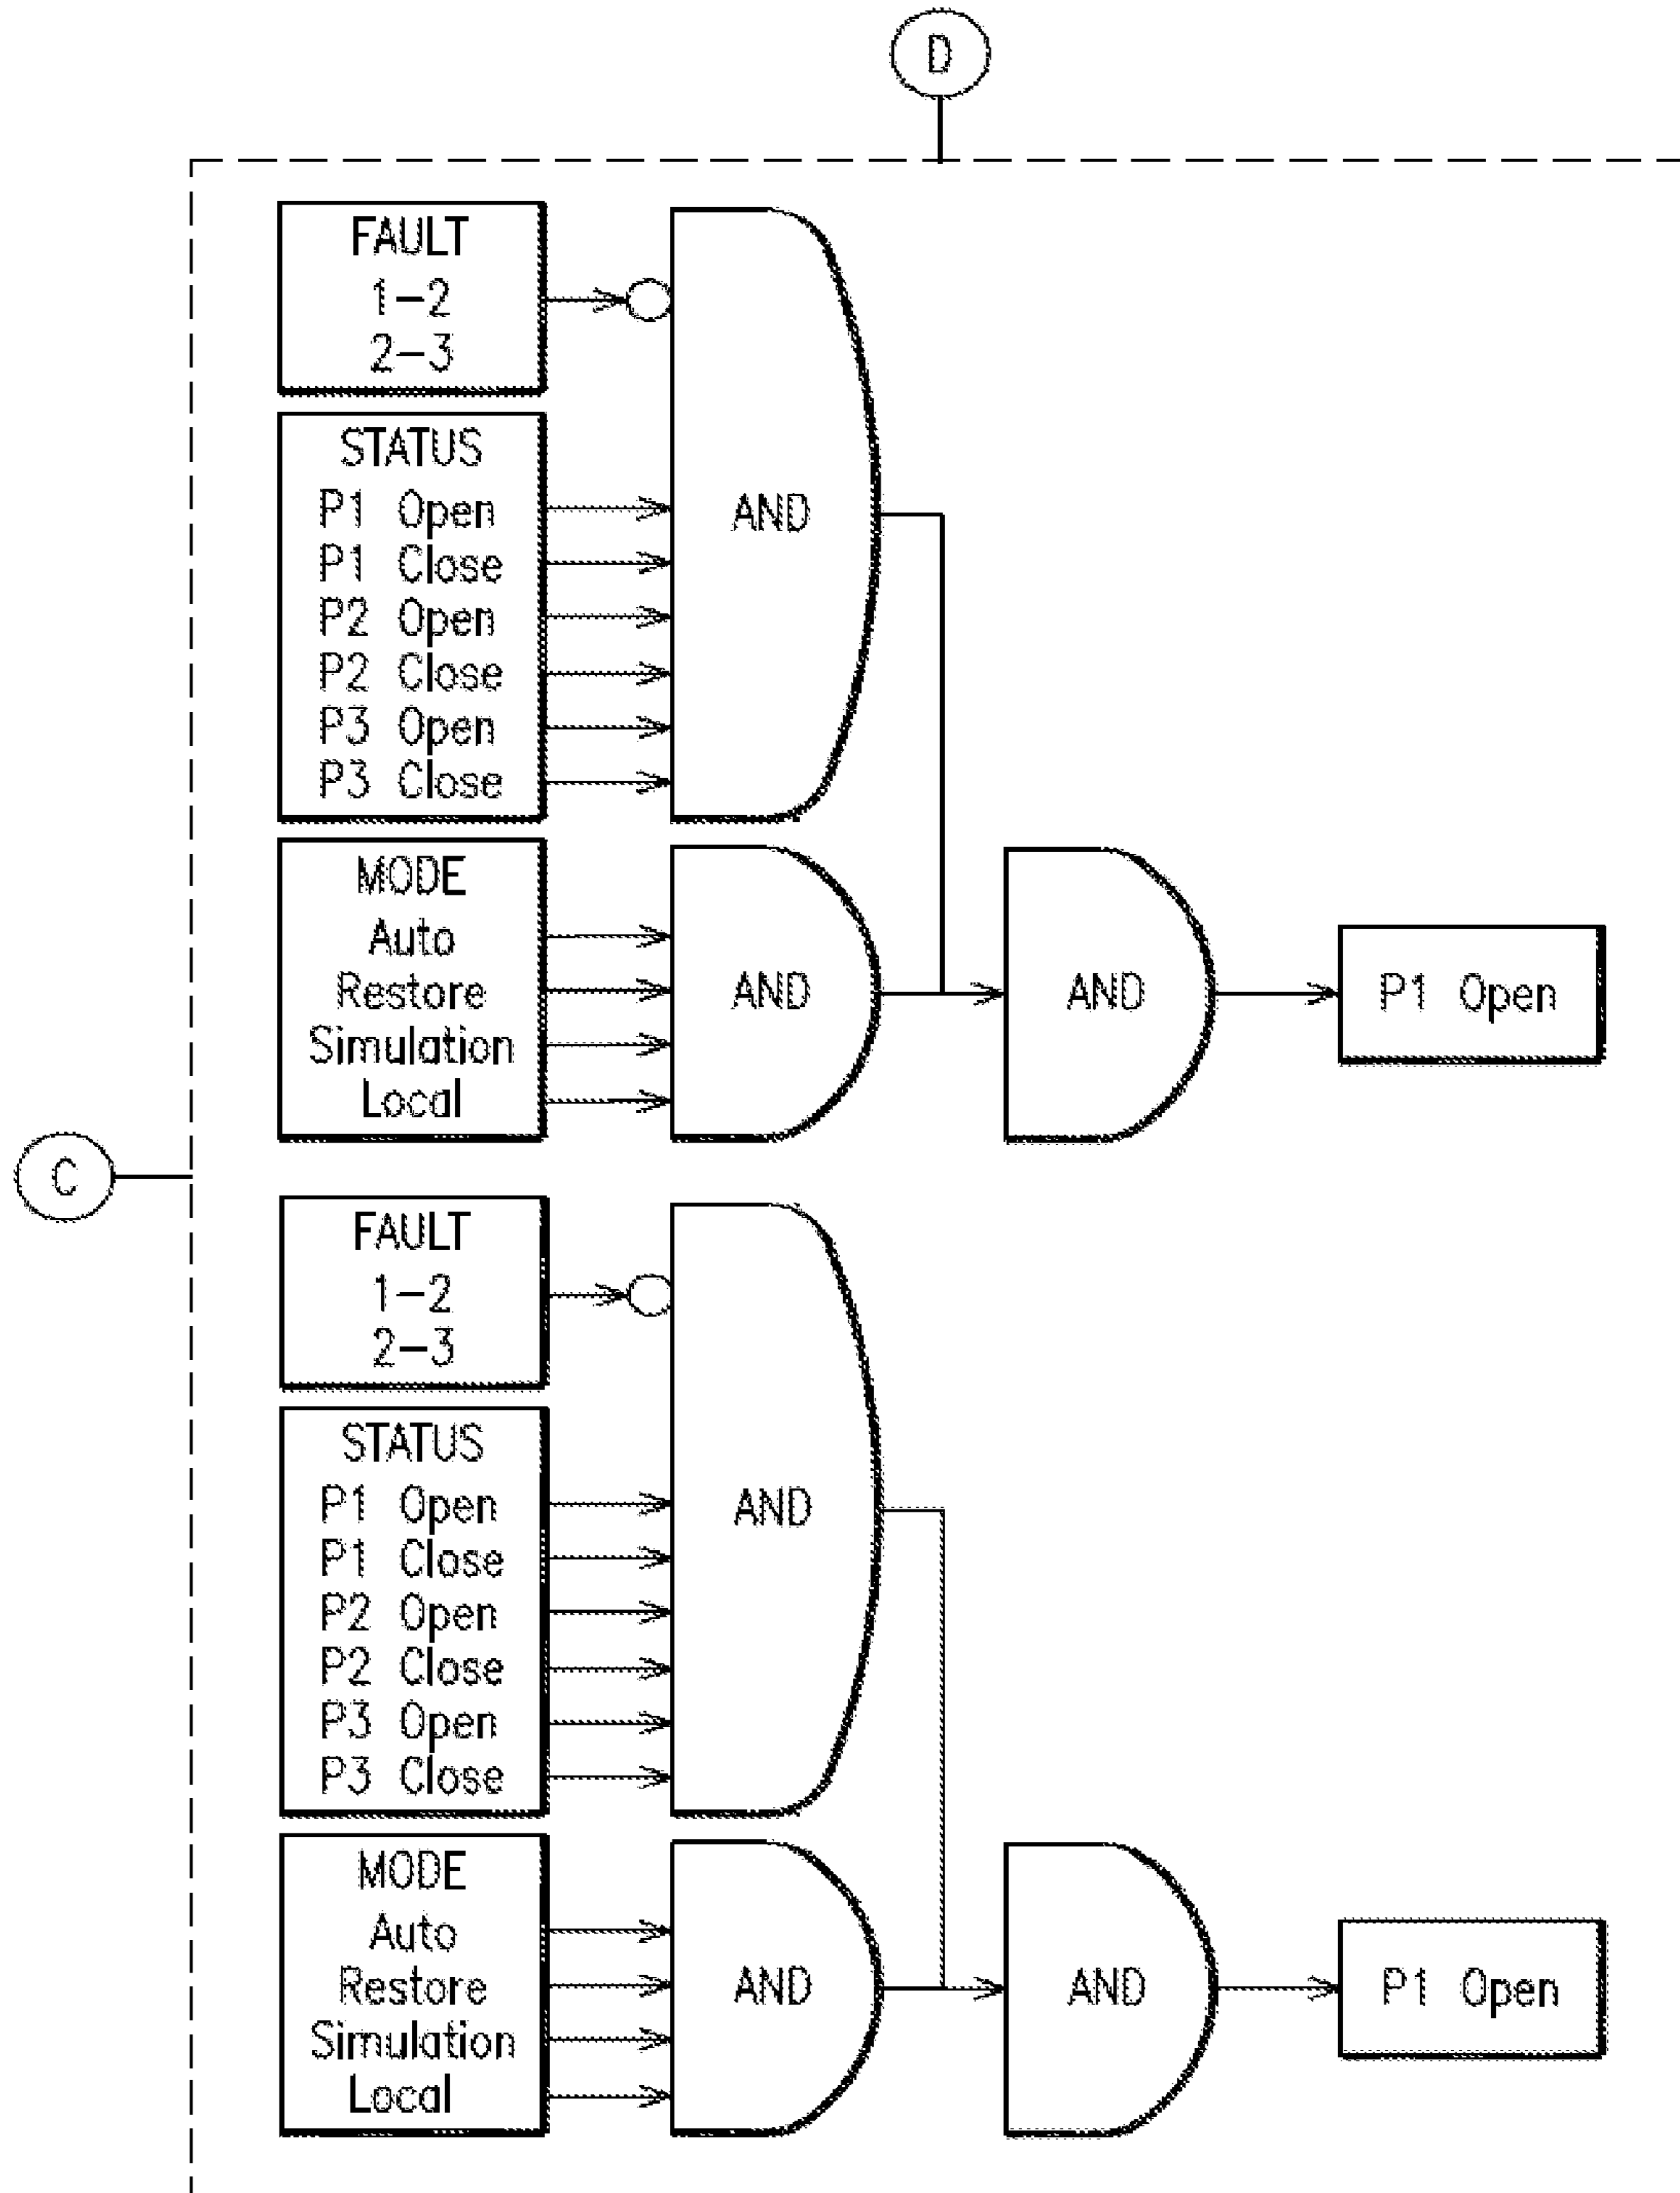 D
FAULT
1-2
2-3
STATUS
P1 Open
P1 Close
P2 Open
P2 Close
P3 Open
P3 Close
AND
MODE
Auto
Restore
Simulation
Local
AND
AND
P1 Open
C
FAULT
1-2
2-3
STATUS
P1 Open
P1 Close
P2 Open
P2 Close
P3 Open
P3 Close
AND
MODE
Auto
Restore
Simulation
Local
AND
AND
P1 Open